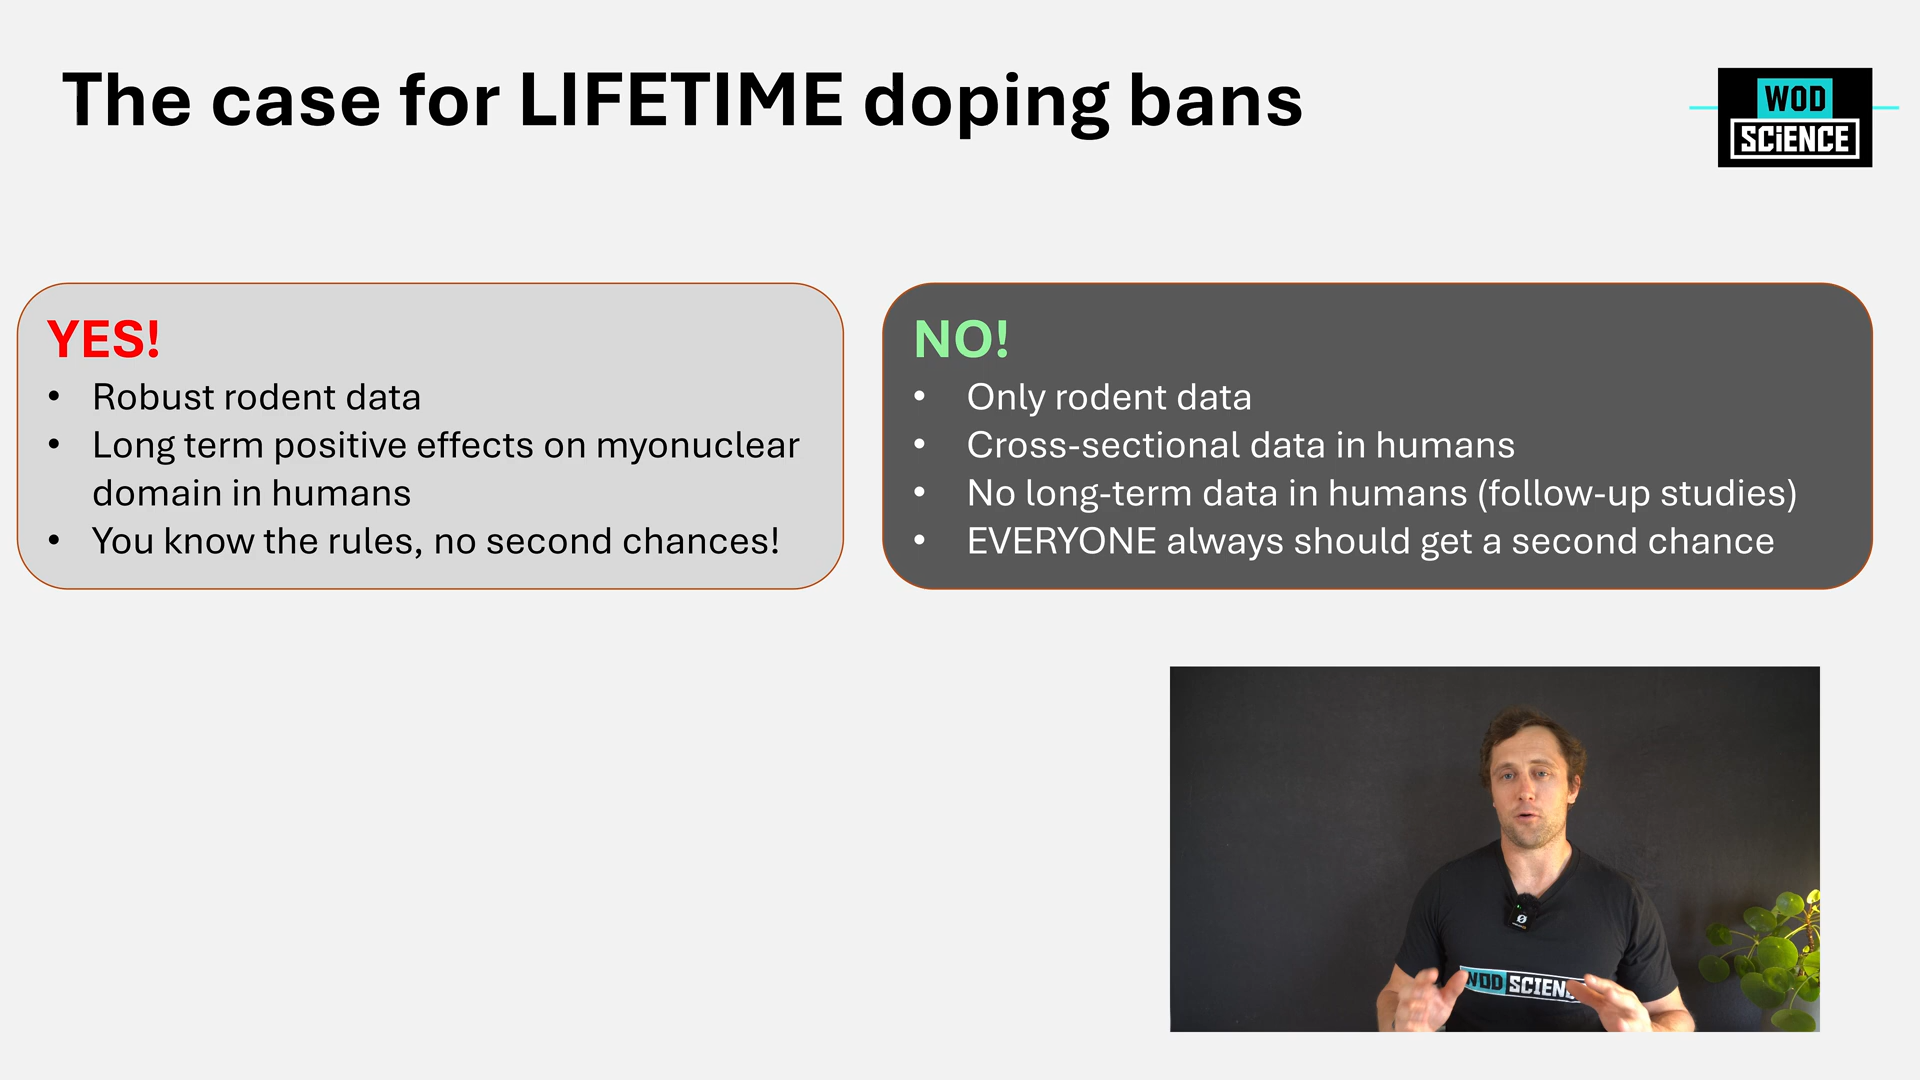 The case for LIFETIME doping bans
WOD
SCiENCE
YES!
• Robust rodent data
• Long term positive effects on myonuclear
domain in humans
• You know the rules, no second chances!
NO!
• Only rodent data
• Cross-sectional data in humans
• No long-term data in humans (follow-up studies)
• EVERYONE always should get a second chance
WOD SCIEN